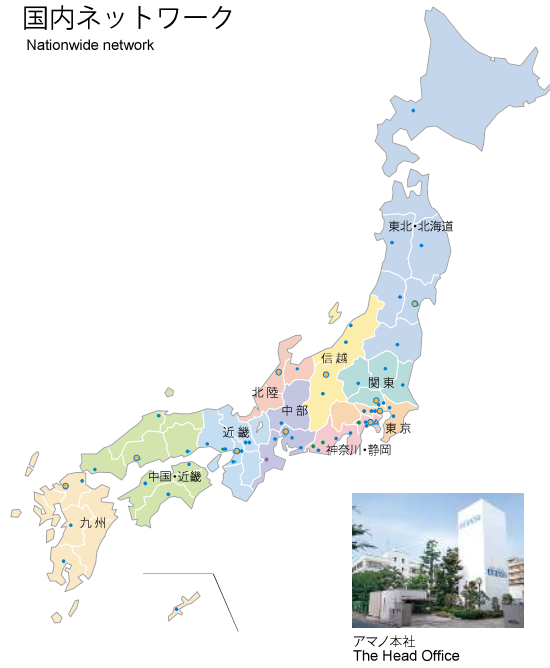 国内ネットワーク
Nationwide network
東北・北海道
信越
関東
北陸
中部
東京
近畿
神奈川・静岡
中国・近畿
九州
アマノ本社
The Head Office